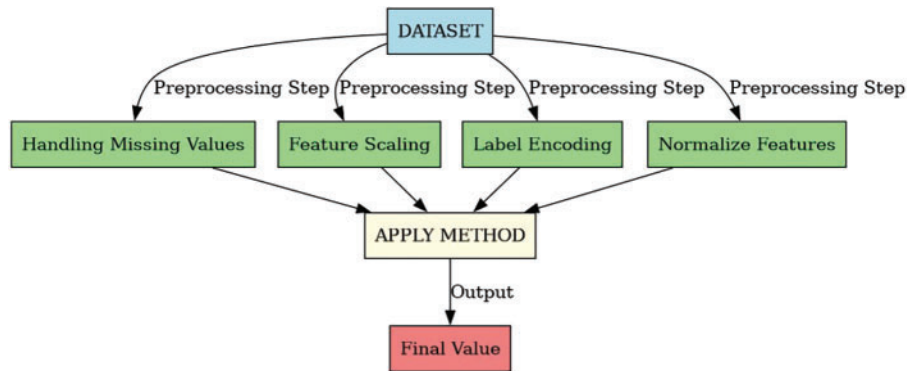 DATASET
Preprocessing Step Preprocessing Step Preprocessing Step Preprocessing Step
Handling Missing Values Feature Scaling Label Encoding Normalize Features
APPLY METHOD
Output
Final Value